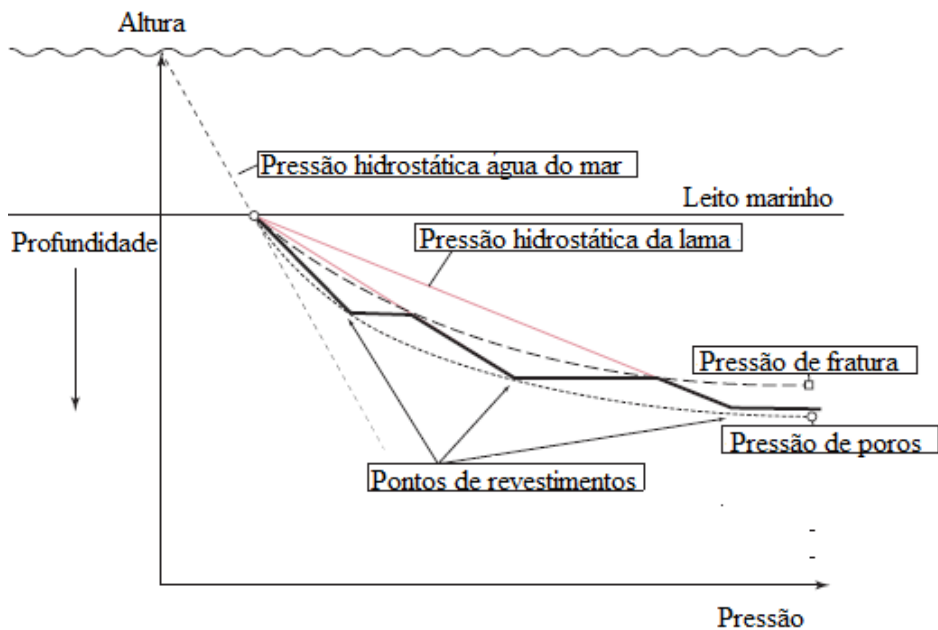 Altura
Pressão hidrostática água do mar
Leito marinho
Profundidade
Pressão hidrostática da lama
Pressão de fratura
Pressão de poros
Pontos de revestimentos
Pressão